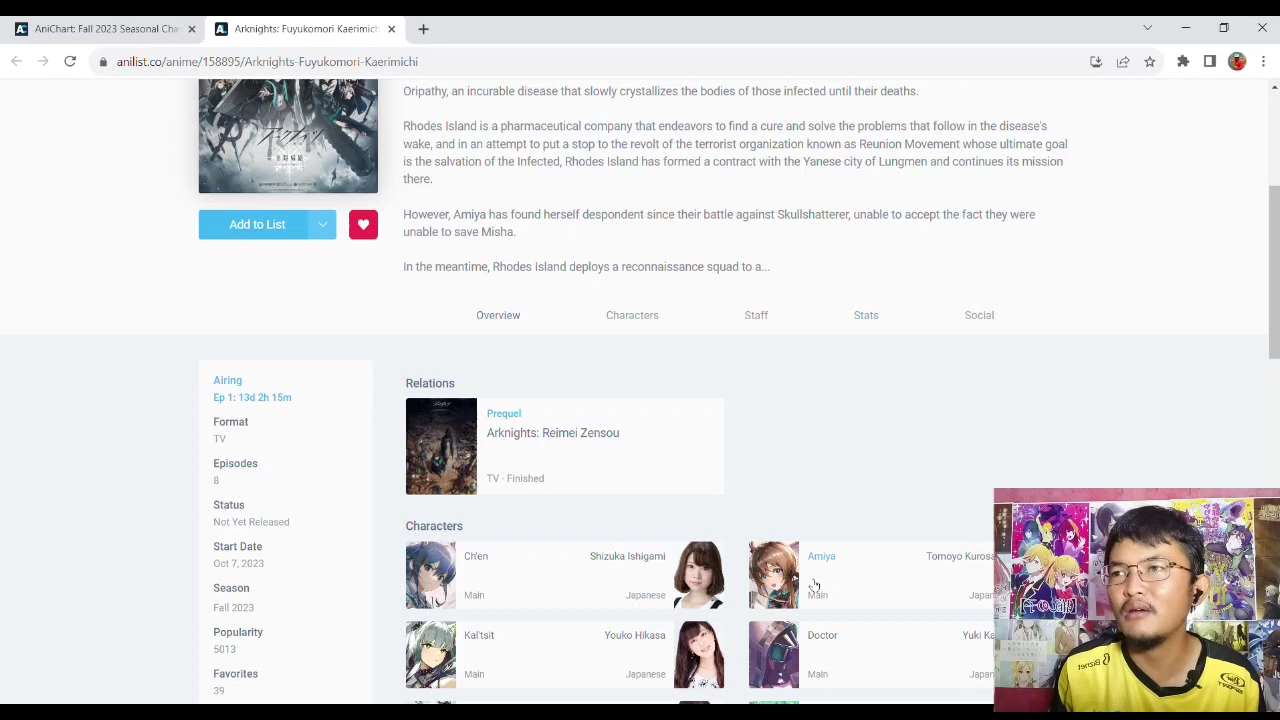 AniChart: Fall 2023 Seasonal Cha
Arknights: Fuyukomori Kaerimich
anilist.co/anime/158895/Arknights-Fuyukomori-Kaerimichi
Oripathy, an incurable disease that slowly crystallizes the bodies of those infected until their deaths.
Rhodes Island is a pharmaceutical company that endeavors to find a cure and solve the problems that follow in the disease's
wake, and in an attempt to put a stop to the revolt of the terrorist organization known as Reunion Movement whose ultimate goal
is the salvation of the Infected, Rhodes Island has formed a contract with the Yanese city of Lungmen and continues its mission
there.
However, Amiya has found herself despondent since their battle against Skullshatterer, unable to accept the fact they were
unable to save Misha.
In the meantime, Rhodes Island deploys a reconnaissance squad to a...
Add to List
Overview Characters Staff Stats Social
Airing
Ep 1: 13d 2h 15m
Format
TV
Episodes
8
Status
Not Yet Released
Start Date
Oct 7, 2023
Season
Fall 2023
Popularity
5013
Favorites
39
Relations
Prequel
Arknights: Reimei Zensou
TV · Finished
Characters
Ch'en Shizuka Ishigami
Main Japanese
Amiya Tomoyo Kurosa
Main Japan
Kal'tsit Youko Hikasa
Main Japanese
Doctor Yuki Ka
Main Japan